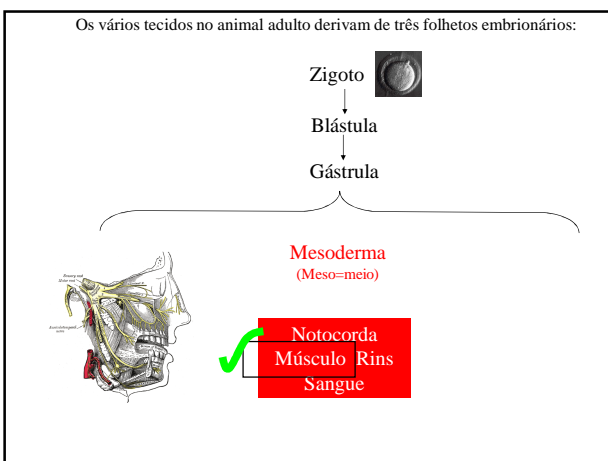 Os vários tecidos no animal adulto derivam de três folhetos embrionários:
Zigoto
Blástula
Gástrula
Mesoderma
(Meso=meio)
Notocorda
Músculo Rins
Sangue